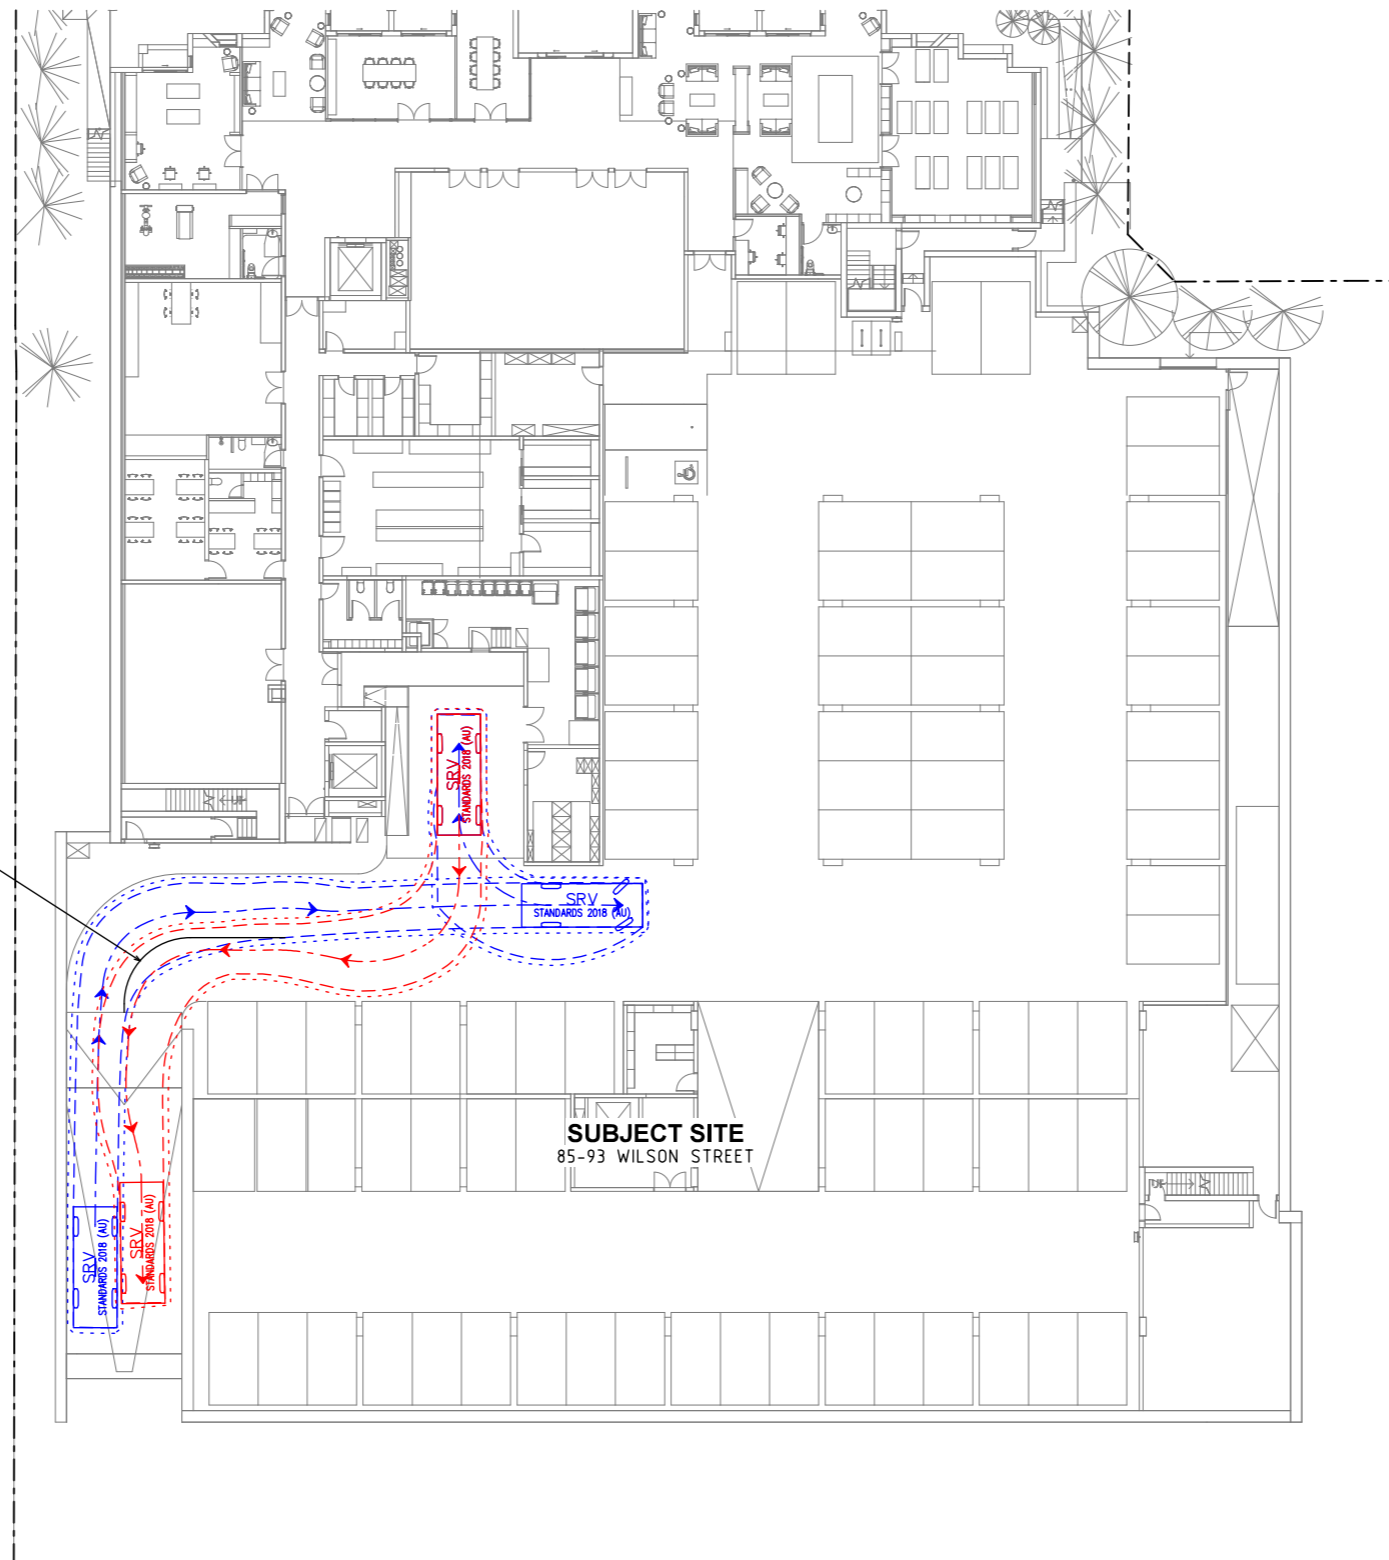 SRV
STANDARDS 2018 (AU)
SRV
STANDARDS 2018 (AU)
SUBJECT SITE
85-93 WILSON STREET
SRV
STANDARDS 2018 (AU)
SRV
STANDARDS 2018 (AU)